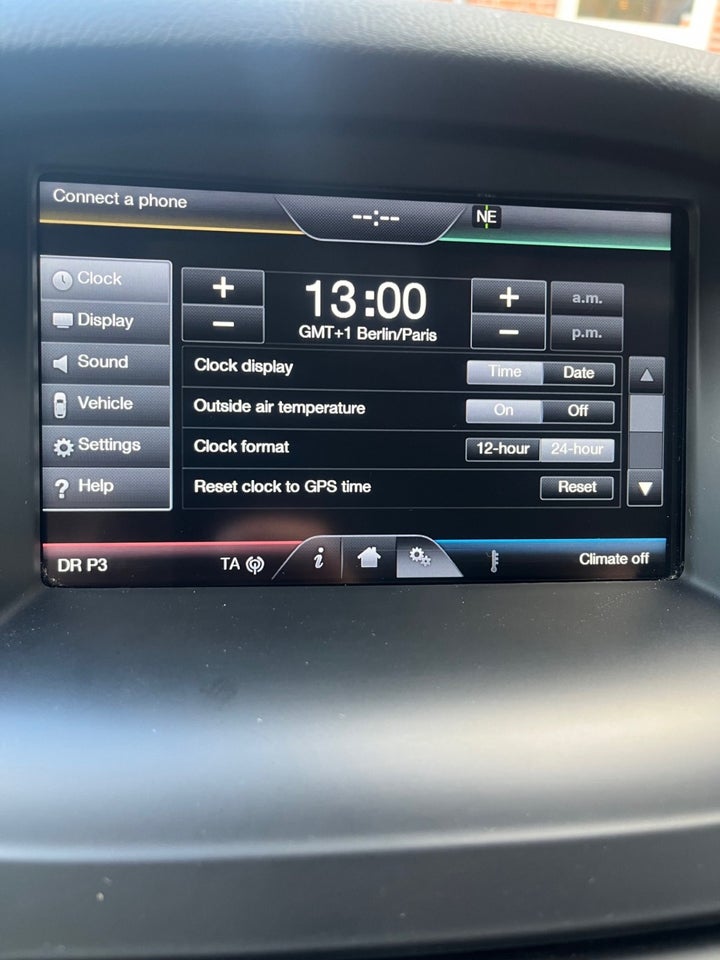 Connect a phone
--:--
NE
Clock
Display
Sound
Vehicle
Settings
Help
+
13:00
+
a.m.
−
GMT+1 Berlin/Paris
−
p.m.
Clock display Time Date
Outside air temperature On Off
Clock format 12-hour 24-hour
Reset clock to GPS time Reset
DR P3
TA
i
Climate off